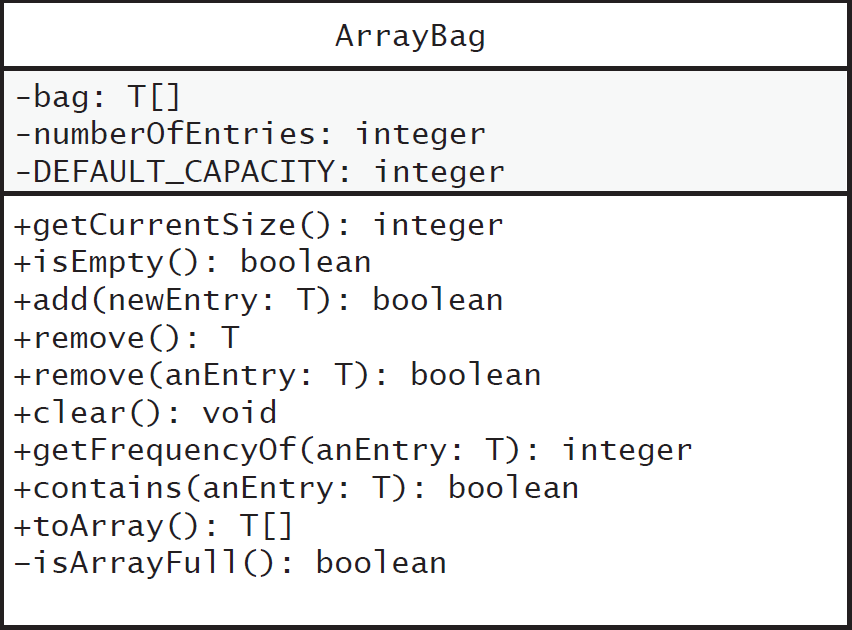 ArrayBag
-bag: T[]
-numberOfEntries: integer
-DEFAULT_CAPACITY: integer
+getCurrentSize(): integer
+isEmpty(): boolean
+add(newEntry: T): boolean
+remove(): T
+remove(anEntry: T): boolean
+clear(): void
+getFrequencyOf(anEntry: T): integer
+contains(anEntry: T): boolean
+toArray(): T[]
-isArrayFull(): boolean